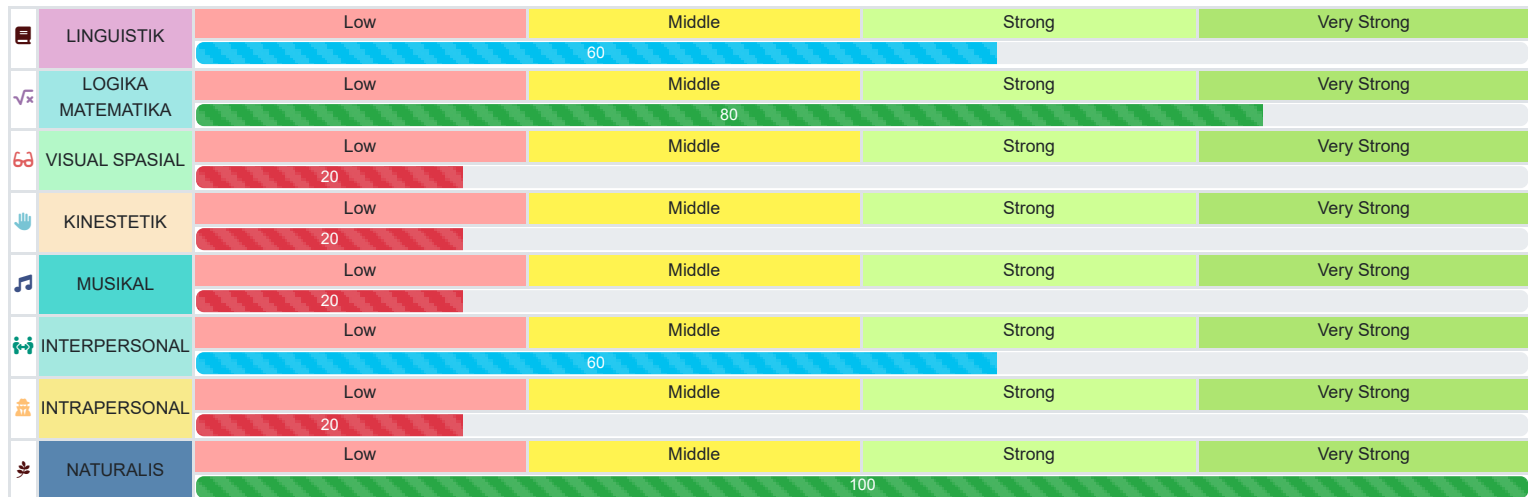 LINGUISTIK
Low Middle Strong Very Strong
60
LOGIKA
MATEMATIKA
Low Middle Strong Very Strong
80
VISUAL SPASIAL
Low Middle Strong Very Strong
20
KINESTETIK
Low Middle Strong Very Strong
20
MUSIKAL
Low Middle Strong Very Strong
20
INTERPERSONAL
Low Middle Strong Very Strong
60
INTRAPERSONAL
Low Middle Strong Very Strong
20
NATURALIS
Low Middle Strong Very Strong
100